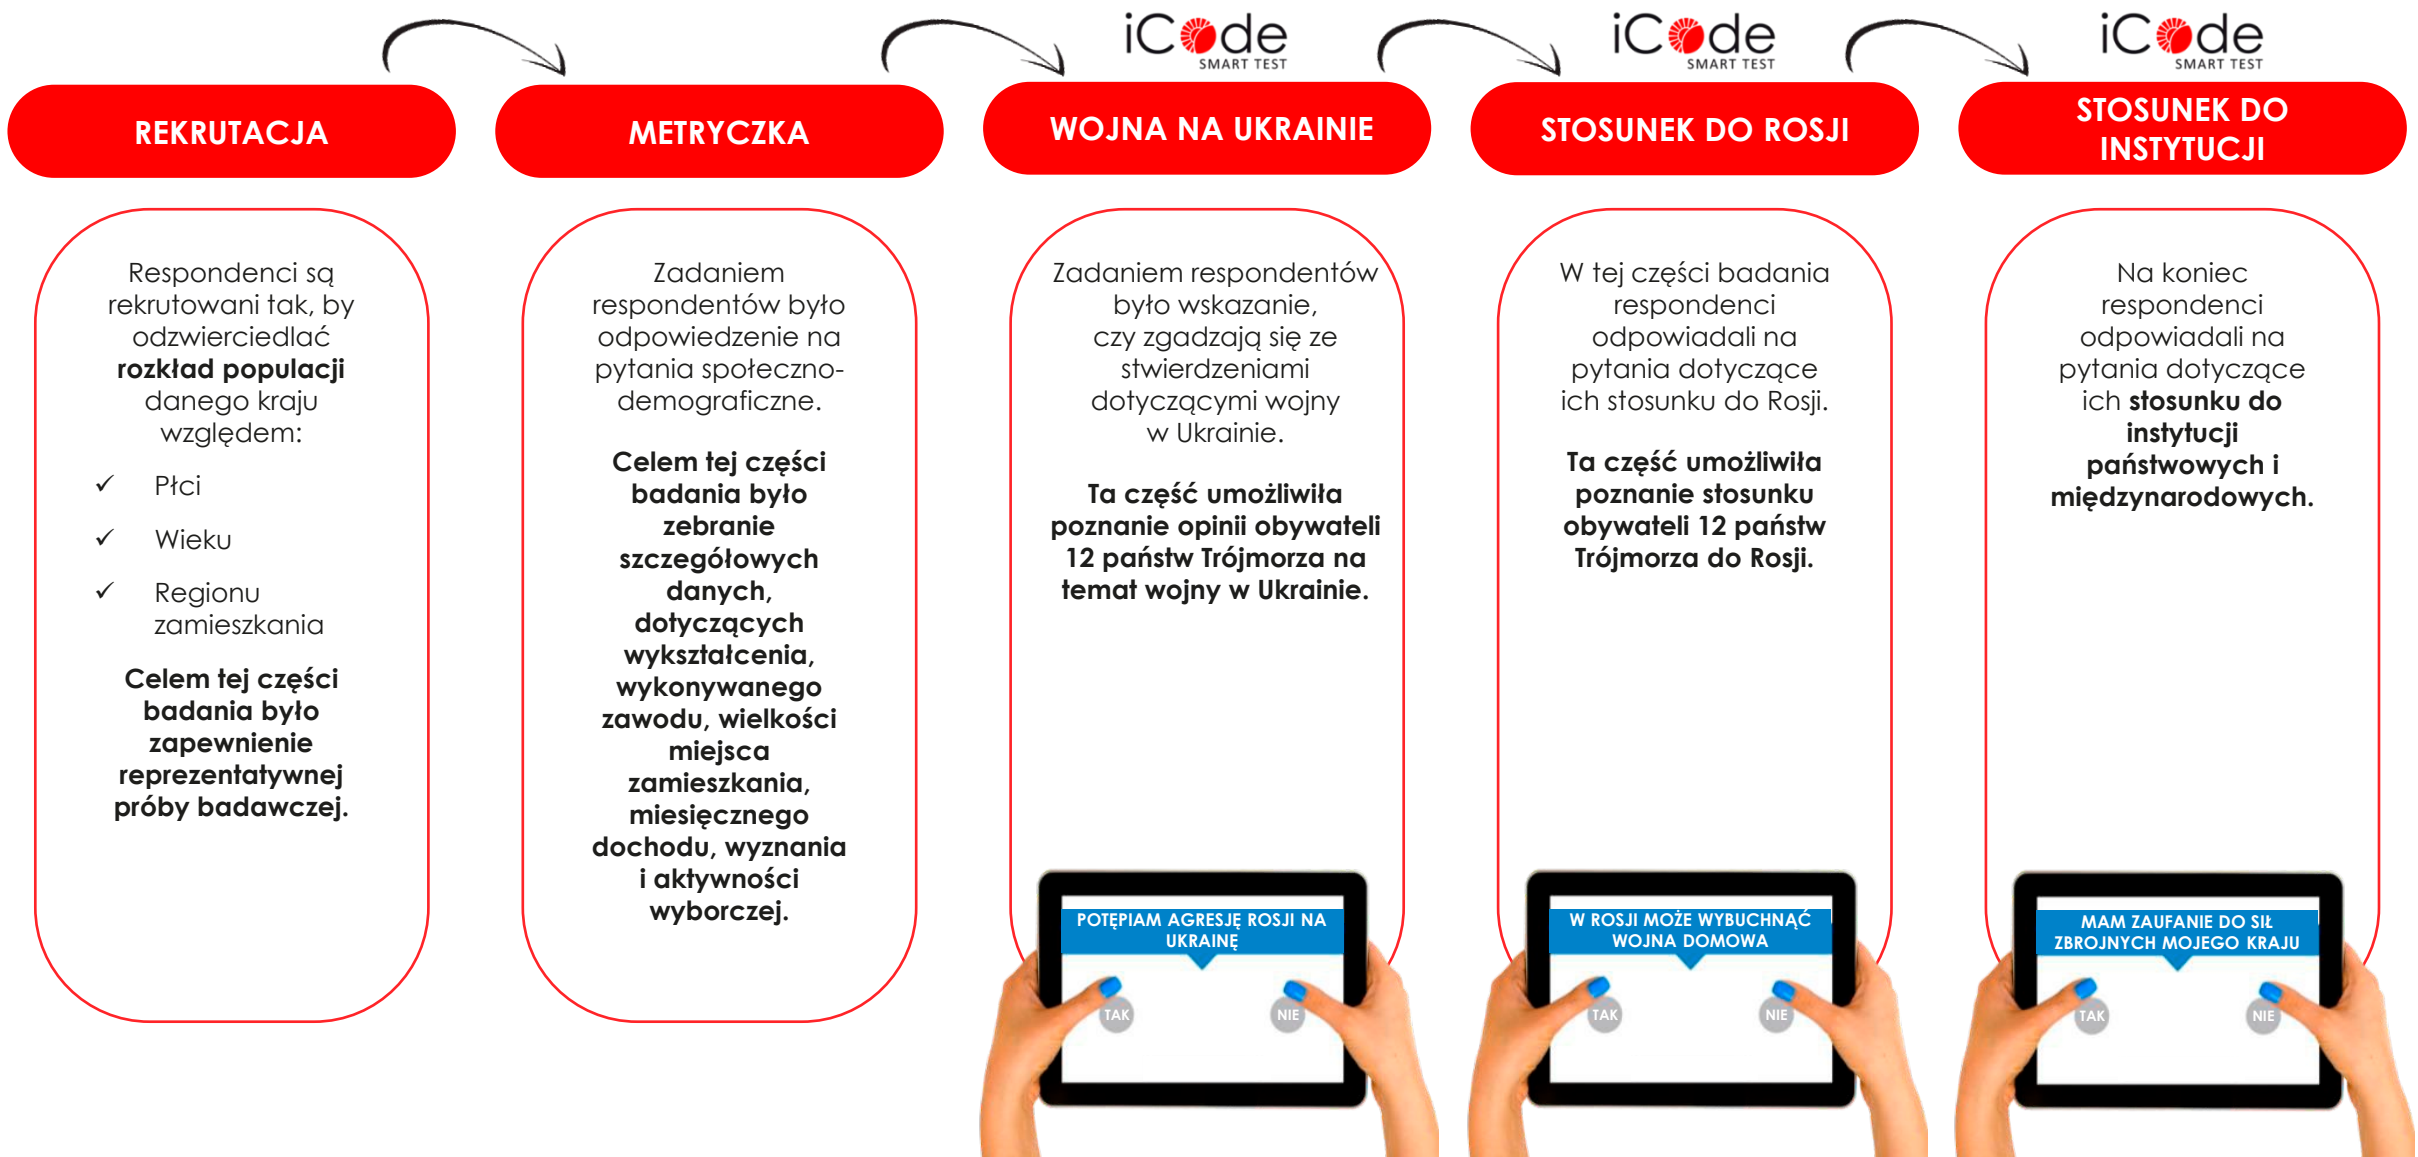 iCode
SMART TEST
iCode
SMART TEST
iCode
SMART TEST
REKRUTACJA
Respondenci są
rekrutowani tak, by
odzwierciedlać
rozkład populacji
danego kraju
względem:
✓ Płci
✓ Wieku
✓ Regionu
zamieszkania
Celem tej części
badania było
zapewnienie
reprezentatywnej
próby badawczej.
METRYCZKA
Zadaniem
respondentów było
odpowiedzenie na
pytania społeczno-
demograficzne.
Celem tej części
badania było
zebranie
szczegółowych
danych,
dotyczących
wykształcenia,
wykonywanego
zawodu, wielkości
miejsca
zamieszkania,
miesięcznego
dochodu, wyznania
i aktywności
wyborczej.
WOJNA NA UKRAINIE
Zadaniem respondentów
było wskazanie,
czy zgadzają się ze
stwierdzeniami
dotyczącymi wojny
w Ukrainie.
Ta część umożliwiła
poznanie opinii obywateli
12 państw Trójmorza na
temat wojny w Ukrainie.
POTĘPIAM AGRESJĘ ROSJI NA
UKRAINĘ
TAK
NIE
STOSUNEK DO ROSJI
W tej części badania
respondenci
odpowiadali na
pytania dotyczące
ich stosunku do Rosji.
Ta część umożliwiła
poznanie stosunku
obywateli 12 państw
Trójmorza do Rosji.
W ROSJI MOŻE WYBUCHNĄĆ
WOJNA DOMOWA
TAK
NIE
STOSUNEK DO
INSTYTUCJI
Na koniec
respondenci
odpowiadali na
pytania dotyczące
ich stosunku do
instytucji
państwowych i
międzynarodowych.
MAM ZAUFANIE DO SIŁ
ZBROJNYCH MOJEGO KRAJU
TAK
NIE